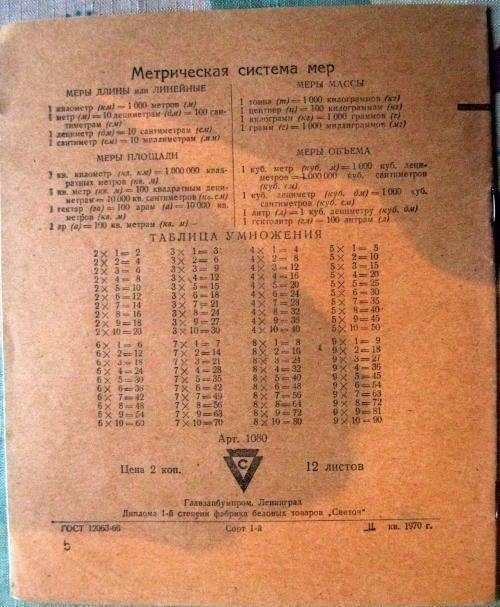 Метрическая система мер
МЕРЫ ДЛИНЫ или ЛИНЕЙНЫЕ
1 километр (км) = 1 000 метров (м)
1 метр (м) = 10 дециметрам (дм) = 100 сан-
тиметрам (см)
1 дециметр (дм) = 10 сантиметрам (см)
1 сантиметр (см) = 10 миллиметрам (мм)
МЕРЫ ПЛОЩАДИ
1 кв. километр (кв. км) = 1 000 000 квад-
ратных метров (кв. м)
1 кв. метр (кв. м) = 100 квадратным деци-
метрам = 10.000 кв. сантиметров (кв. см)
1 гектар (га) = 100 арам (а) = 10 000 кв.
метров (кв. м)
1 ар (а) = 100 кв. метрам (кв. м)
МЕРЫ МАССЫ
1 тонна (т) = 1 000 килограммов (кг)
1 центнер (ц) = 100 килограммам (кг)
1 килограмм (кг) = 1 000 граммов (г)
1 грамм (г) = 1 000 миллиграммов (мг)
МЕРЫ ОБЪЕМА
1 куб. метр (куб. м) = 1 000 куб. деци-
метров = 1.000 000 куб. сантиметров
(куб. см)
1 куб. дециметр (куб. дм) = 1 000 куб.
сантиметров (куб. см)
1 литр (л) = 1 куб. дециметру (куб. дм)
1 гектолитр (гл) = 100 литрам (л)
ТАБЛИЦА УМНОЖЕНИЯ
2 × 1 = 2 3 × 1 = 3 4 × 1 = 4 5 × 1 = 5
2 × 2 = 4 3 × 2 = 6 4 × 2 = 8 5 × 2 = 10
2 × 3 = 6 3 × 3 = 9 4 × 3 = 12 5 × 3 = 15
2 × 4 = 8 3 × 4 = 12 4 × 4 = 16 5 × 4 = 20
2 × 5 = 10 3 × 5 = 15 4 × 5 = 20 5 × 5 = 25
2 × 6 = 12 3 × 6 = 18 4 × 6 = 24 5 × 6 = 30
2 × 7 = 14 3 × 7 = 21 4 × 7 = 28 5 × 7 = 35
2 × 8 = 16 3 × 8 = 24 4 × 8 = 32 5 × 8 = 40
2 × 9 = 18 3 × 9 = 27 4 × 9 = 36 5 × 9 = 45
2 × 10 = 20 3 × 10 = 30 4 × 10 = 40 5 × 10 = 50
6 × 1 = 6 7 × 1 = 7 8 × 1 = 8 9 × 1 = 9
6 × 2 = 12 7 × 2 = 14 8 × 2 = 16 9 × 2 = 18
6 × 3 = 18 7 × 3 = 21 8 × 3 = 24 9 × 3 = 27
6 × 4 = 24 7 × 4 = 28 8 × 4 = 32 9 × 4 = 36
6 × 5 = 30 7 × 5 = 35 8 × 5 = 40 9 × 5 = 45
6 × 6 = 36 7 × 6 = 42 8 × 6 = 48 9 × 6 = 54
6 × 7 = 42 7 × 7 = 49 8 × 7 = 56 9 × 7 = 63
6 × 8 = 48 7 × 8 = 56 8 × 8 = 64 9 × 8 = 72
6 × 9 = 54 7 × 9 = 63 8 × 9 = 72 9 × 9 = 81
6 × 10 = 60 7 × 10 = 70 8 × 10 = 80 9 × 10 = 90
Арт. 1080
Цена 2 коп. С 12 листов
Главзапбумпром, Ленинград
Диплома 1-й степени фабрика беловых товаров „Светоч"
ГОСТ 12063-66 Сорт 1-й II кв. 1970 г.